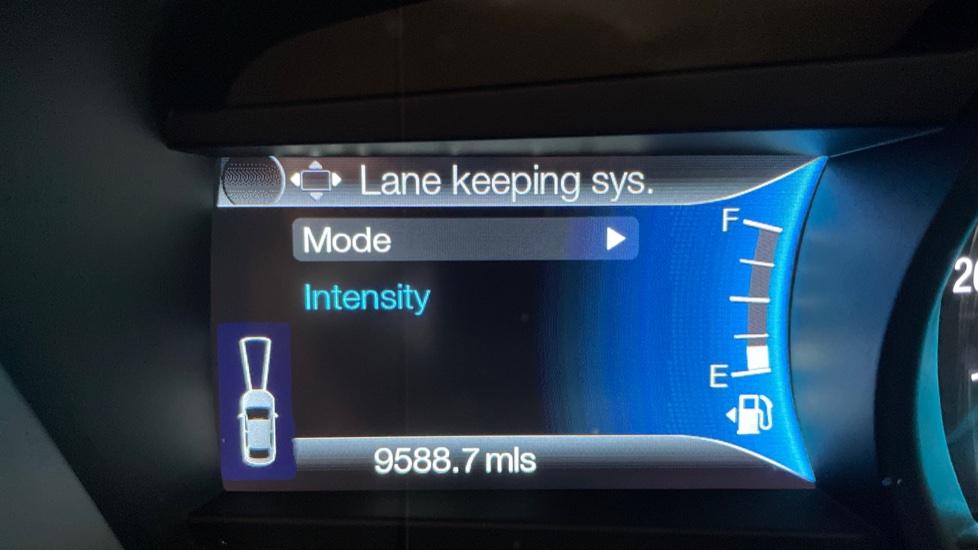 Lane keeping sys.
Mode
F
Intensity
E
9588.7 mls